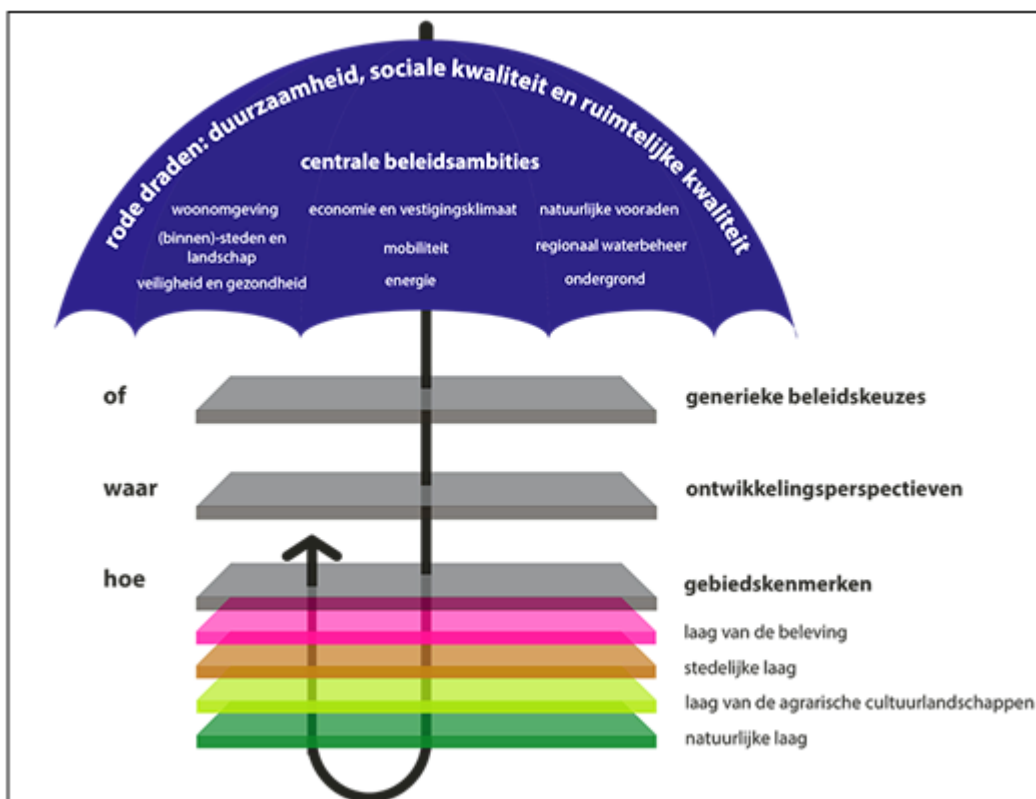 rode draden: duurzaamheid, sociale kwaliteit en ruimtelijke kwaliteit
centrale beleidsambities
woonomgeving
(binnen)-steden en
landschap
veiligheid en gezondheid
economie en vestigingsklimaat
mobiliteit
energie
natuurlijke vooraden
regionaal waterbeheer
ondergrond
of
generieke beleidskeuzes
waar
ontwikkelingsperspectieven
hoe
gebiedskenmerken
laag van de beleving
stedelijke laag
laag van de agrarische cultuurlandschappen
natuurlijke laag